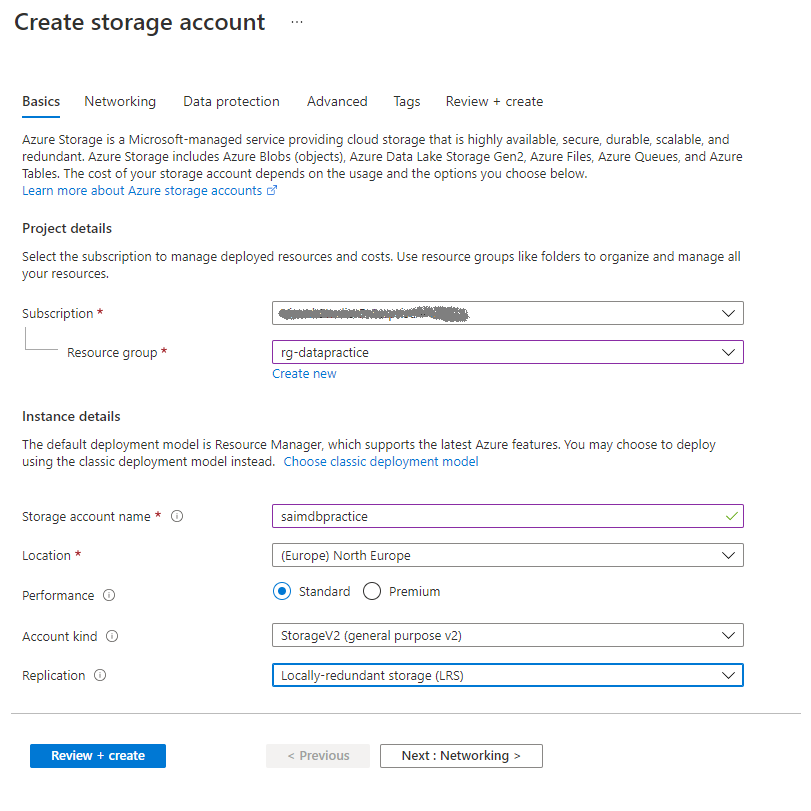 Create storage account ...
Basics Networking Data protection Advanced Tags Review + create
Azure Storage is a Microsoft-managed service providing cloud storage that is highly available, secure, durable, scalable, and
redundant. Azure Storage includes Azure Blobs (objects), Azure Data Lake Storage Gen2, Azure Files, Azure Queues, and Azure
Tables. The cost of your storage account depends on the usage and the options you choose below.
Learn more about Azure storage accounts
Project details
Select the subscription to manage deployed resources and costs. Use resource groups like folders to organize and manage all
your resources.
Subscription *
Resource group * rg-datapractice
Create new
Instance details
The default deployment model is Resource Manager, which supports the latest Azure features. You may choose to deploy
using the classic deployment model instead. Choose classic deployment model
Storage account name * saimdbpractice
Location * (Europe) North Europe
Performance Standard Premium
Account kind StorageV2 (general purpose v2)
Replication Locally-redundant storage (LRS)
Review + create < Previous Next : Networking >